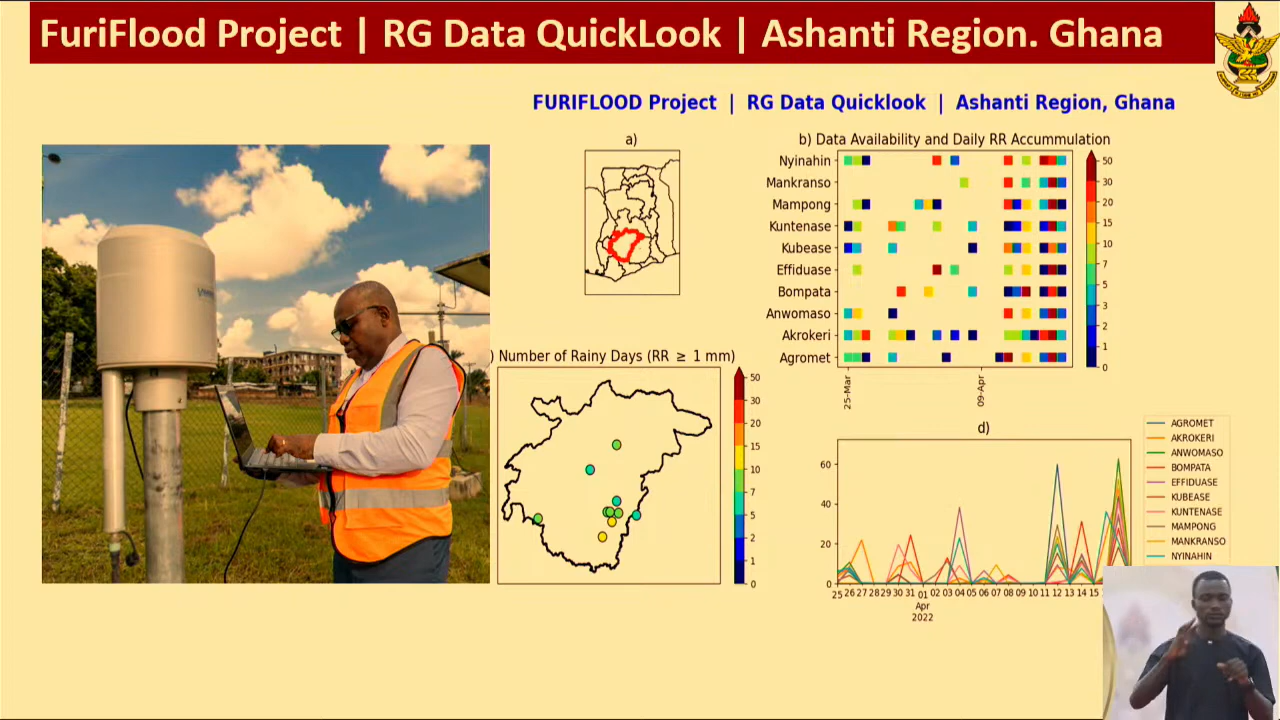 FuriFlood Project | RG Data QuickLook | Ashanti Region. Ghana
FURIFLOOD Project | RG Data Quicklook | Ashanti Region, Ghana
a)
b) Data Availability and Daily RR Accummulation
Nyinahin
Mankranso
Mampong
Kuntenase
Kubease
Effiduase
Bompata
Anwomaso
Akrokeri
Agromet
25-Mar
09-Apr
50
30
20
15
10
7
5
3
2
1
0
) Number of Rainy Days (RR ≥ 1 mm)
50
30
20
15
10
7
5
2
1
0
d)
60
40
20
0
25 26 27 28 29 30 31 01 02 03 04 05 06 07 08 09 10 11 12 13 14 15
Apr
2022
AGROMET
AKROKERI
ANWOMASO
BOMPATA
EFFIDUASE
KUBEASE
KUNTENASE
MAMPONG
MANKRANSO
NYINAHIN